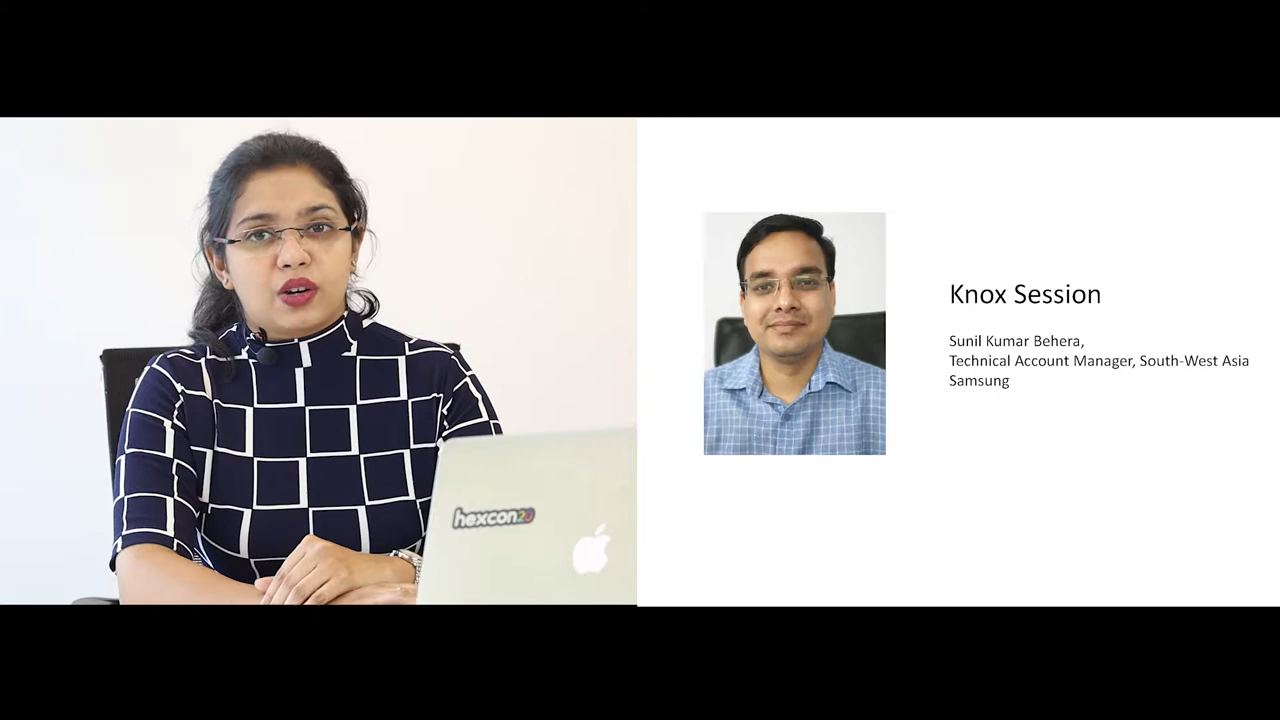 hexcon20
Knox Session
Sunil Kumar Behera,
Technical Account Manager, South-West Asia
Samsung